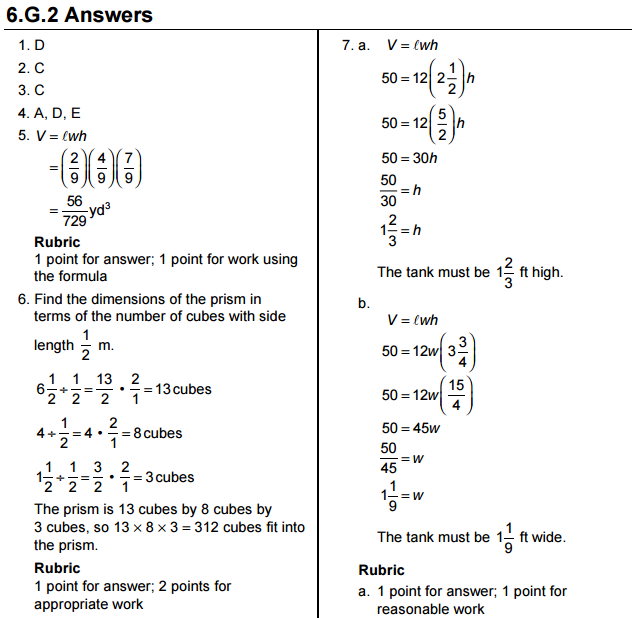 6.G.2 Answers
1. D
2. C
3. C
4. A, D, E
5. V = ℓwh
= (2/9)(4/9)(7/9)
= 56/729 yd³
Rubric
1 point for answer; 1 point for work using
the formula
6. Find the dimensions of the prism in
terms of the number of cubes with side
length 1/2 m.
6 1/2 ÷ 1/2 = 13/2 • 2/1 = 13 cubes
4 ÷ 1/2 = 4 • 2/1 = 8 cubes
1 1/2 ÷ 1/2 = 3/2 • 2/1 = 3 cubes
The prism is 13 cubes by 8 cubes by
3 cubes, so 13 × 8 × 3 = 312 cubes fit into
the prism.
Rubric
1 point for answer; 2 points for
appropriate work
7. a. V = ℓwh
50 = 12(2 1/2)h
50 = 12(5/2)h
50 = 30h
50/30 = h
1 2/3 = h
The tank must be 1 2/3 ft high.
b.
V = ℓwh
50 = 12w(3 3/4)
50 = 12w(15/4)
50 = 45w
50/45 = w
1 1/9 = w
The tank must be 1 1/9 ft wide.
Rubric
a. 1 point for answer; 1 point for
reasonable work